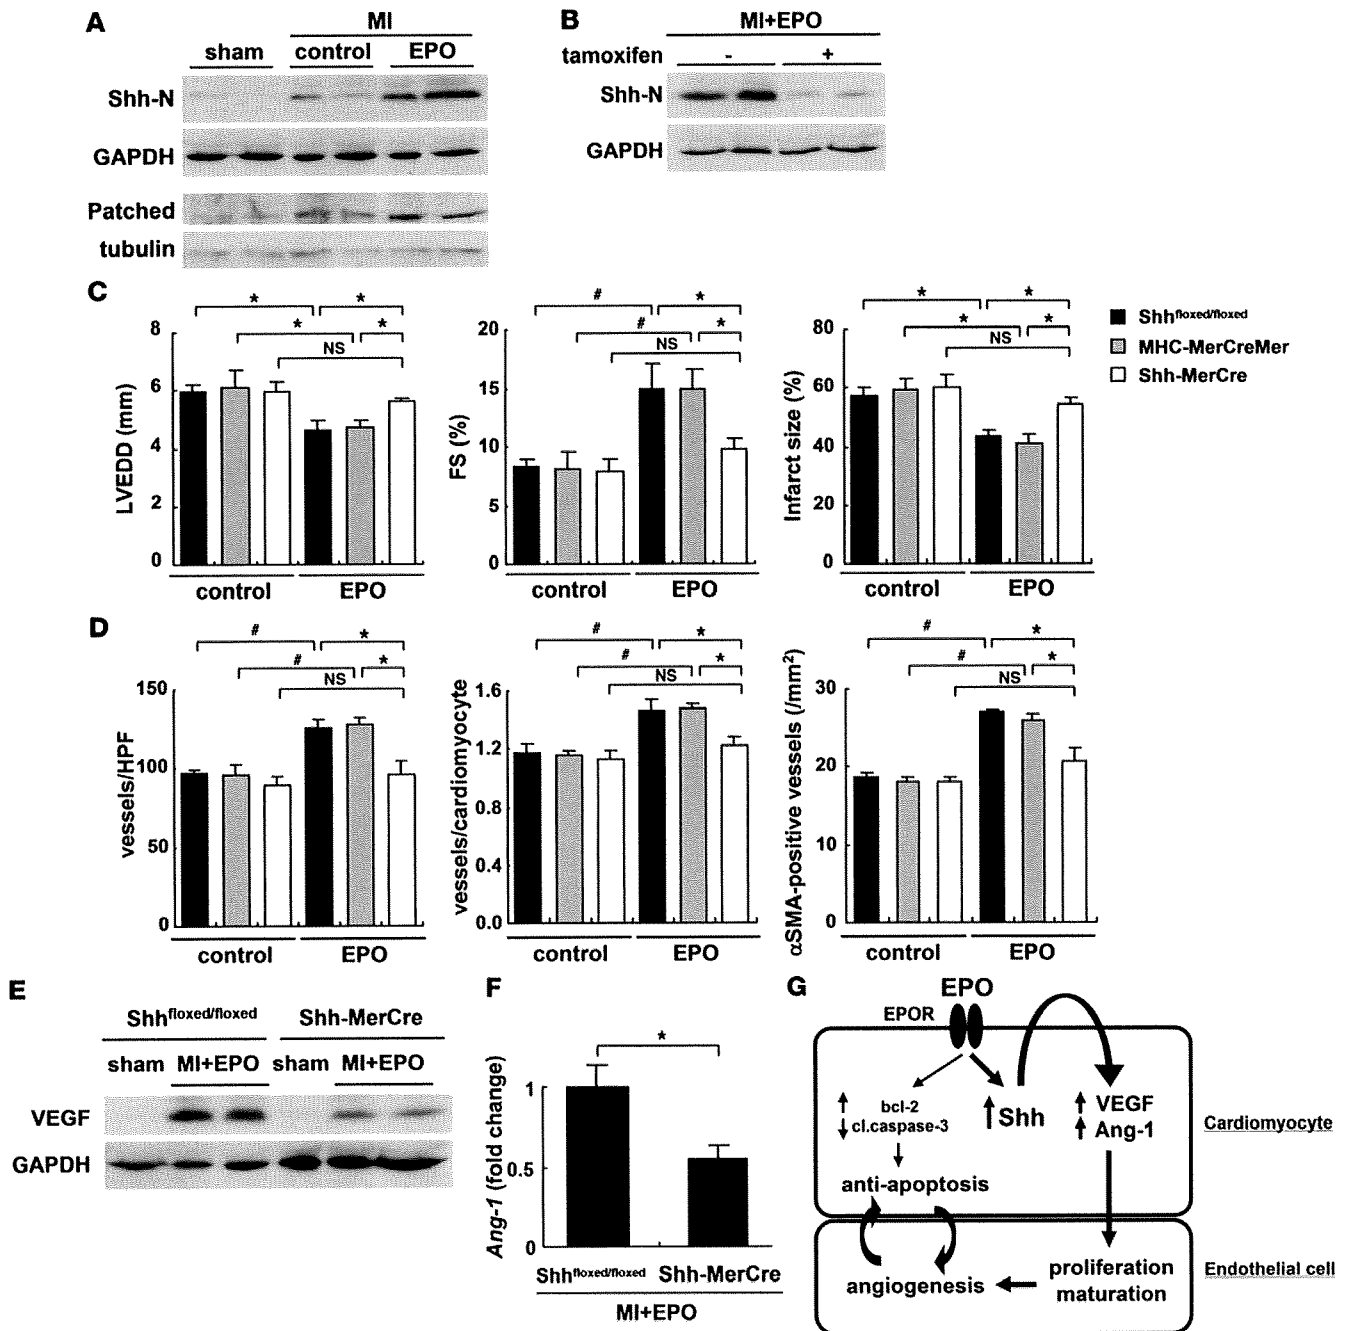 A
MI
sham control EPO
Shh-N
GAPDH
Patched
tubulin
B
MI+EPO
tamoxifen - +
Shh-N
GAPDH
C
* *
* *
NS
LVEDD (mm)
8
6
4
2
0
control EPO
# *
# *
NS
FS (%)
20
15
10
5
0
control EPO
* *
* *
NS
Infarct size (%)
80
60
40
20
0
control EPO
Shhfloxed/floxed
MHC-MerCreMer
Shh-MerCre
D
# *
# *
NS
vessels/HPF
150
100
50
0
control EPO
# *
# *
NS
vessels/cardiomyocyte
1.6
1.2
0.8
0.4
0.0
control EPO
# *
# *
NS
αSMA-positive vessels (/mm2)
30
20
10
0
control EPO
E
Shhfloxed/floxed Shh-MerCre
sham MI+EPO sham MI+EPO
VEGF
GAPDH
F
*
Ang-1 (fold change)
1
0.5
0
Shhfloxed/floxed Shh-MerCre
MI+EPO
G
EPO
EPOR
bcl-2
cl.caspase-3
Shh
VEGF
Ang-1
Cardiomyocyte
anti-apoptosis
angiogenesis
proliferation
maturation
Endothelial cell